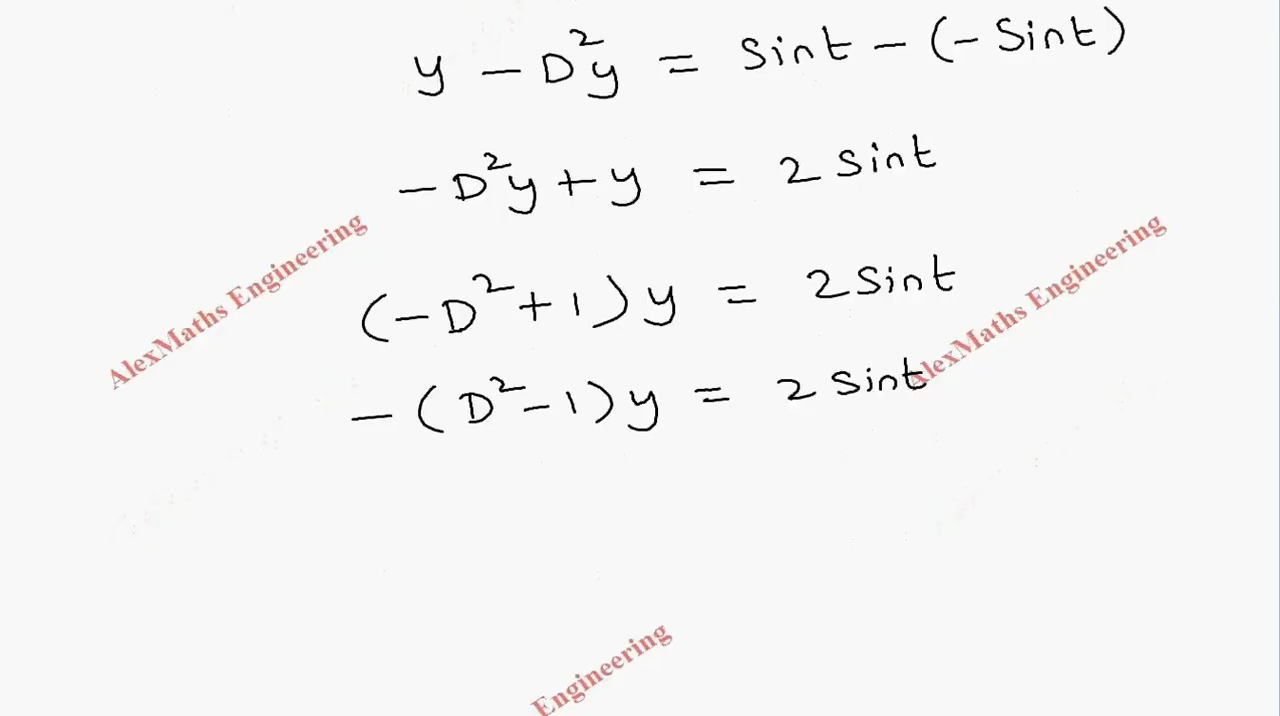 y - D²y = Sint - (- Sint)
- D²y + y = 2 Sint
(- D² + 1) y = 2 Sint
- (D² - 1) y = 2 Sint
AlexMaths Engineering
AlexMaths Engineering
Engineering